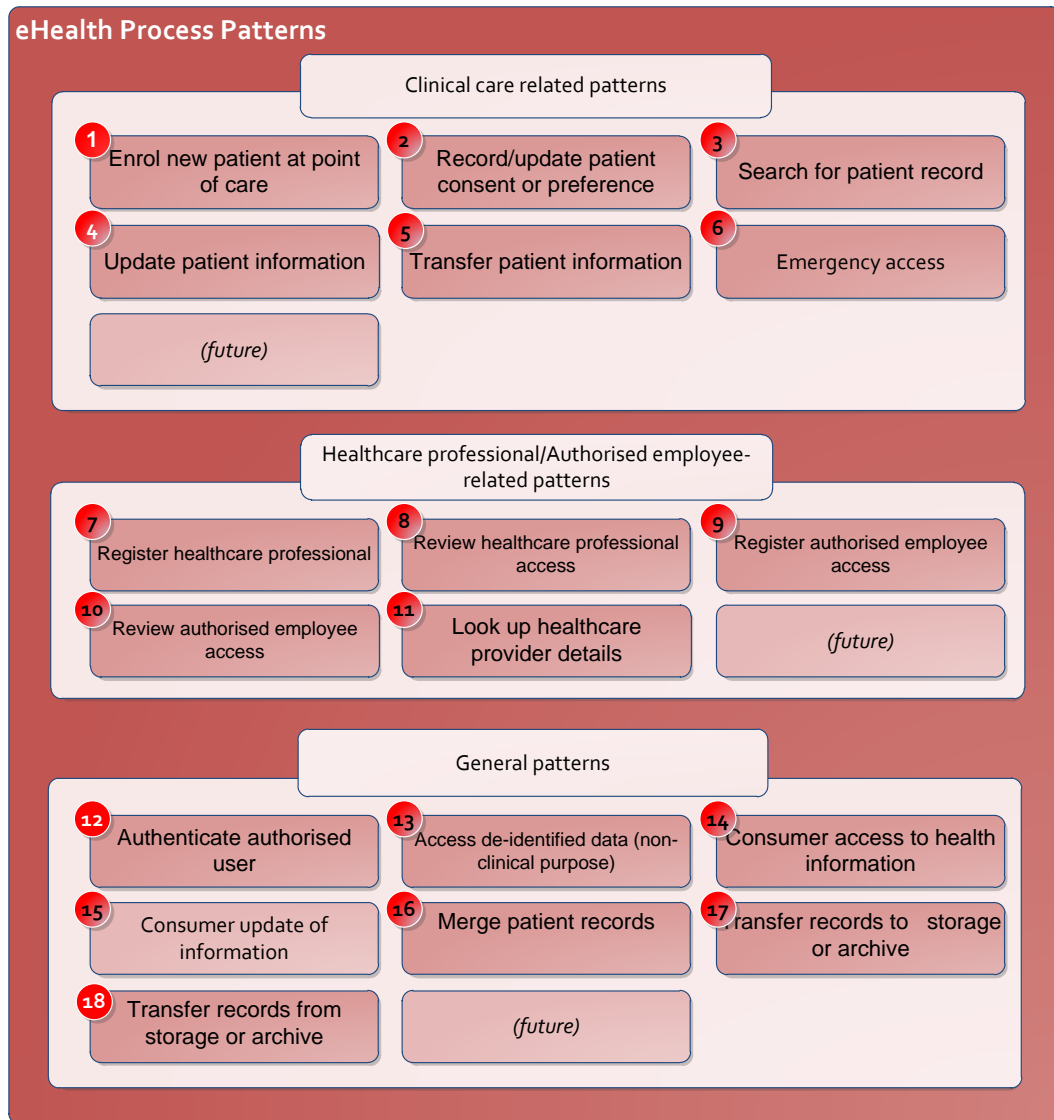 eHealth Process Patterns
Clinical care related patterns
1
Enrol new patient at point
of care
2
Record/update patient
consent or preference
3
Search for patient record
4
Update patient information
5
Transfer patient information
6
Emergency access
(future)
Healthcare professional/Authorised employee-
related patterns
7
Register healthcare professional
8
Review healthcare professional
access
9
Register authorised employee
access
10
Review authorised employee
access
11
Look up healthcare
provider details
(future)
General patterns
12
Authenticate authorised
user
13
Access de-identified data (non-
clinical purpose)
14
Consumer access to health
information
15
Consumer update of
information
16
Merge patient records
17
Transfer records to storage
or archive
18
Transfer records from
storage or archive
(future)